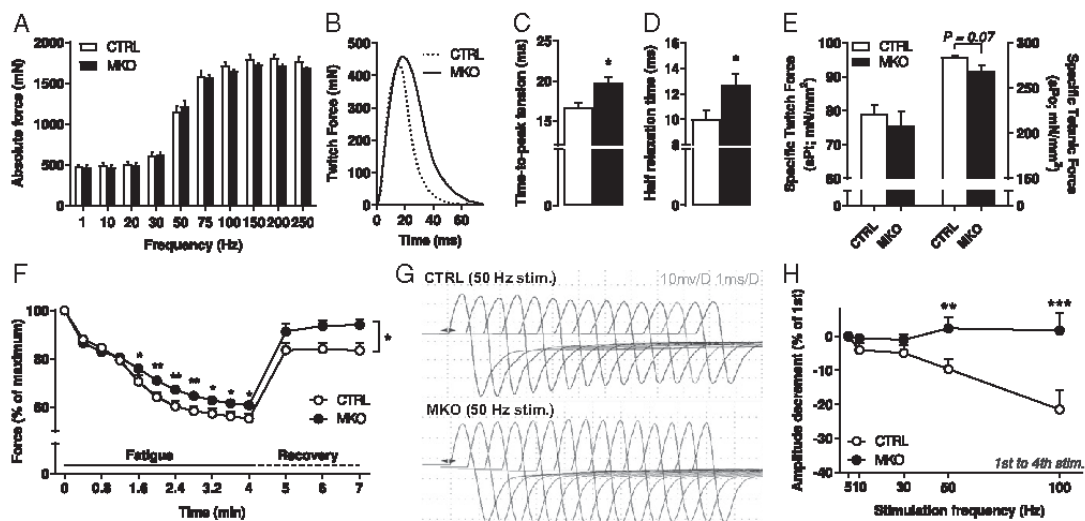 A
Absolute force (mN)
2000
1500
1000
500
0
CTRL
MKO
1 10 20 30 50 75 100 150 200 250
Frequency (Hz)
B
Twitch Force (mN)
500
400
300
200
100
0
CTRL
MKO
0 20 40 60
Time (ms)
C
Time-to-peak tension (ms)
25
20
15
0
*
D
Half relaxation time (ms)
16
14
12
10
8
0
*
E
Specific Twitch Force
(sPt; mN/mm²)
100
90
80
70
60
0
CTRL
MKO
P = 0.07
300
250
200
150
0
Specific Tetanic Force
(sPo; mN/mm²)
CTRL MKO CTRL MKO
F
Force (% of maximum)
100
80
60
0
* ** ** ** * * *
*
CTRL
MKO
Fatigue Recovery
0 0.8 1.6 2.4 3.2 4 5 6 7
Time (min)
G
CTRL (50 Hz stim.) 10mv/D 1ms/D
MKO (50 Hz stim.)
H
Amplitude decrement (% of 1st)
0
-10
-20
-30
-40
** ***
CTRL
MKO
1st to 4th stim.
510 30 60 100
Stimulation frequency (Hz)